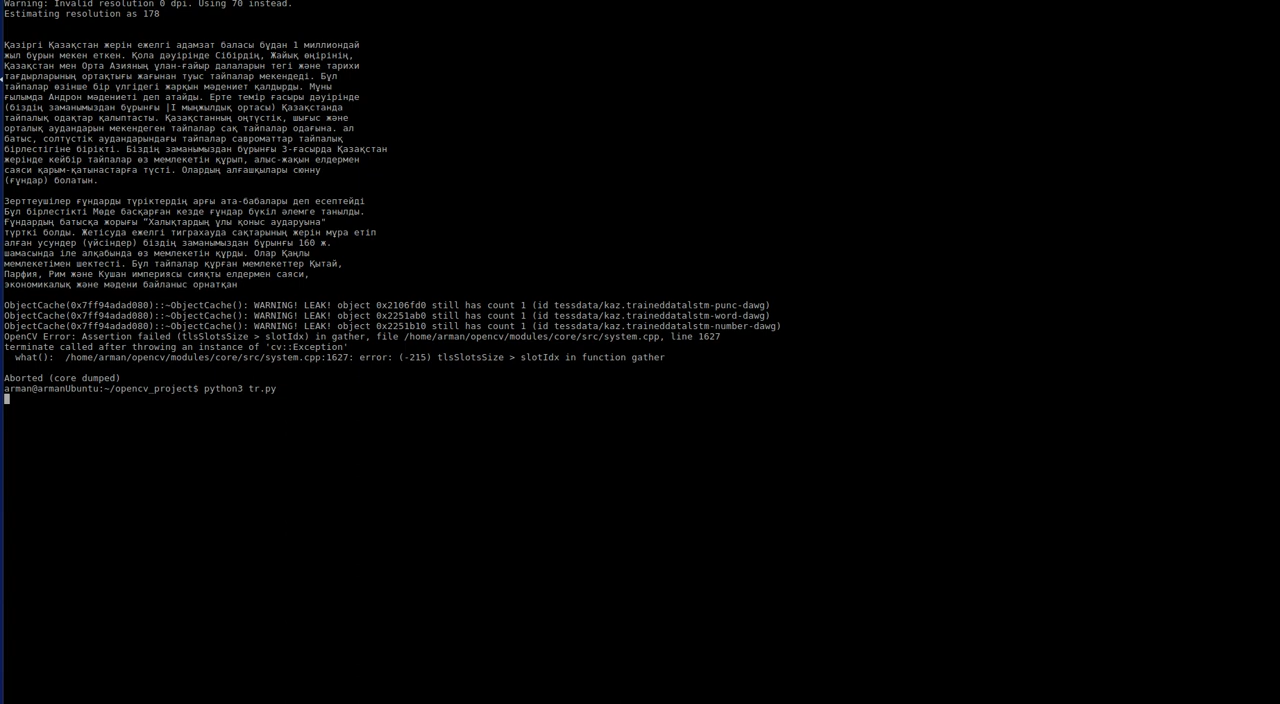 Warning: Invalid resolution 0 dpi. Using 70 instead.
Estimating resolution as 178
Қазіргі Қазақстан жерін ежелгі адамзат баласы бұдан 1 миллиондай
жыл бұрын мекен еткен. Қола дәуірінде Сібірдің, Жайық өңірінің,
Қазақстан мен Орта Азияның ұлан-ғайыр далаларын тегі және тарихи
тағдырларының ортақтығы жағынан туыс тайпалар мекендеді. Бұл
тайпалар өзінше бір үлгідегі жарқын мәдениет қалдырды. Мұны
ғылымда Андрон мәдениеті деп атайды. Ерте темір ғасыры дәуірінде
(біздің заманымыздан бұрынғы |І мыңжылдық ортасы) Қазақстанда
тайпалық одақтар қалыптасты. Қазақстанның оңтүстік, шығыс және
орталық аудандарын мекендеген тайпалар сақ тайпалар одағына. ал
батыс, солтүстік аудандарындағы тайпалар савроматтар тайпалық
бірлестігіне бірікті. Біздің заманымыздан бұрынғы 3-ғасырда Қазақстан
жерінде кейбір тайпалар өз мемлекетін құрып, алыс-жақын елдермен
саяси қарым-қатынастарға түсті. Олардың алғашқылары сюнну
(ғұндар) болатын.
Зерттеушілер ғұндарды түріктердің арғы ата-бабалары деп есептейді
Бұл бірлестікті Мөде басқарған кезде ғұндар бүкіл әлемге танылды.
Ғұндардың батысқа жорығы “Халықтардың ұлы қоныс аударуына"
түрткі болды. Жетісуда ежелгі тиграхауда сақтарының жерін мұра етіп
алған усундер (үйсіндер) біздің заманымыздан бұрынғы 160 ж.
шамасында іле алқабында өз мемлекетін құрды. Олар Қаңлы
мемлекетімен шектесті. Бұл тайпалар құрған мемлекеттер Қытай,
Парфия, Рим және Кушан империясы сияқты елдермен саяси,
экономикалық және мәдени байланыс орнатқан
ObjectCache(0x7ff94adad080)::~ObjectCache(): WARNING! LEAK! object 0x2106fd0 still has count 1 (id tessdata/kaz.traineddatalstm-punc-dawg)
ObjectCache(0x7ff94adad080)::~ObjectCache(): WARNING! LEAK! object 0x2251ab0 still has count 1 (id tessdata/kaz.traineddatalstm-word-dawg)
ObjectCache(0x7ff94adad080)::~ObjectCache(): WARNING! LEAK! object 0x2251b10 still has count 1 (id tessdata/kaz.traineddatalstm-number-dawg)
OpenCV Error: Assertion failed (tlsSlotsSize > slotIdx) in gather, file /home/arman/opencv/modules/core/src/system.cpp, line 1627
terminate called after throwing an instance of 'cv::Exception'
what():  /home/arman/opencv/modules/core/src/system.cpp:1627: error: (-215) tlsSlotsSize > slotIdx in function gather
Aborted (core dumped)
arman@armanUbuntu:~/opencv_project$ python3 tr.py